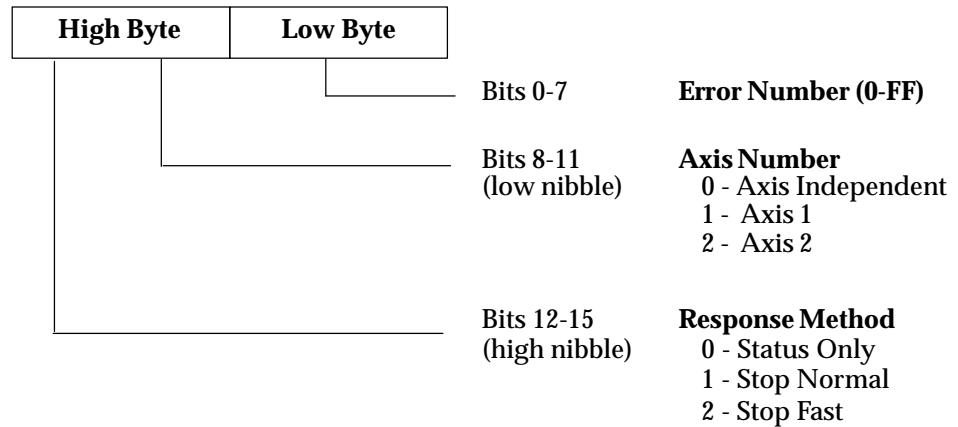 High Byte Low Byte
Bits 0-7 Error Number (0-FF)
Bits 8-11 Axis Number
(low nibble) 0 - Axis Independent
1 - Axis 1
2 - Axis 2
Bits 12-15 Response Method
(high nibble) 0 - Status Only
1 - Stop Normal
2 - Stop Fast